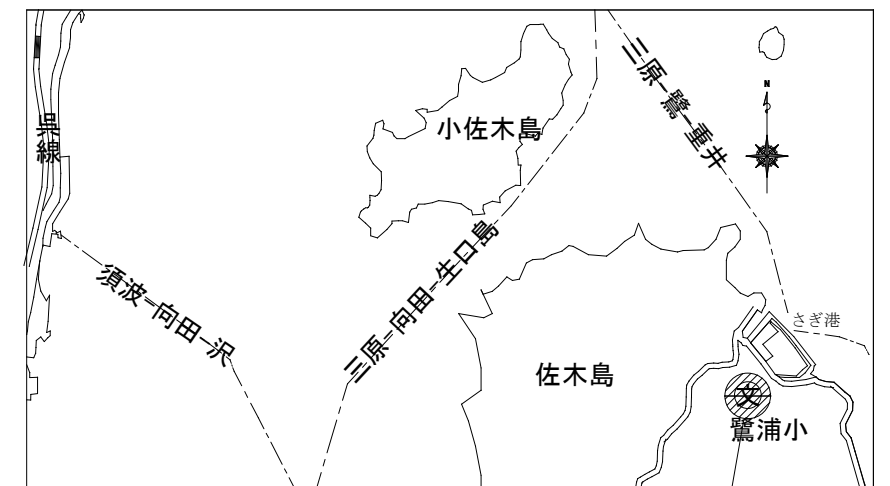 三原-鷺-重井
N
呉線
小佐木島
須波-向田-沢
三原-向田-生口島
さぎ港
佐木島
文
鷺浦小